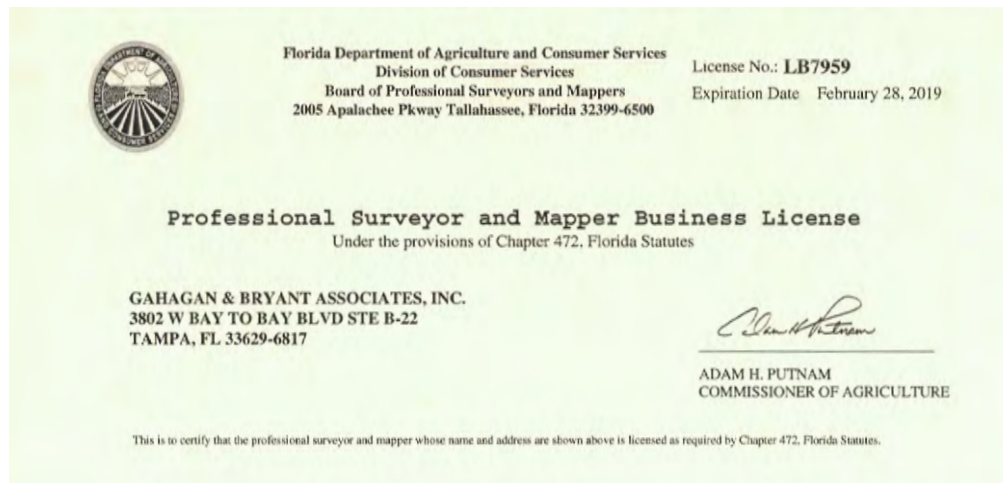 Florida Department of Agriculture and Consumer Services
Division of Consumer Services
Board of Professional Surveyors and Mappers
2005 Apalachee Pkway Tallahassee, Florida 32399-6500
License No.: LB7959
Expiration Date February 28, 2019
Professional Surveyor and Mapper Business License
Under the provisions of Chapter 472, Florida Statutes
GAHAGAN & BRYANT ASSOCIATES, INC.
3802 W BAY TO BAY BLVD STE B-22
TAMPA, FL 33629-6817
ADAM H. PUTNAM
COMMISSIONER OF AGRICULTURE
This is to certify that the professional surveyor and mapper whose name and address are shown above is licensed as required by Chapter 472, Florida Statutes.